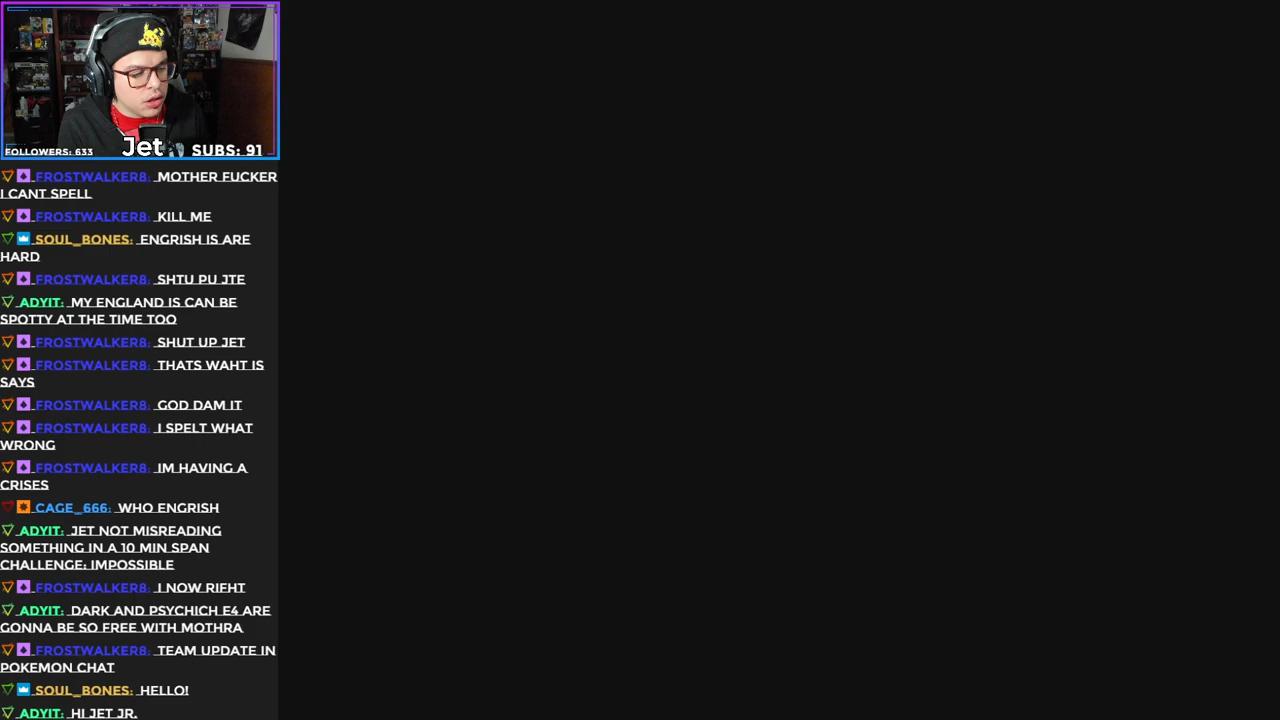 FOLLOWERS: 633
Jet
SUBS: 91
FROSTWALKER8: MOTHER FUCKER
I CANT SPELL
FROSTWALKER8: KILL ME
SOUL_BONES: ENGRISH IS ARE
HARD
FROSTWALKER8: SHTU PU JTE
ADYIT: MY ENGLAND IS CAN BE
SPOTTY AT THE TIME TOO
FROSTWALKER8: SHUT UP JET
FROSTWALKER8: THATS WAHT IS
SAYS
FROSTWALKER8: GOD DAM IT
FROSTWALKER8: I SPELT WHAT
WRONG
FROSTWALKER8: IM HAVING A
CRISES
CAGE_666: WHO ENGRISH
ADYIT: JET NOT MISREADING
SOMETHING IN A 10 MIN SPAN
CHALLENGE: IMPOSSIBLE
FROSTWALKER8: I NOW RIFHT
ADYIT: DARK AND PSYCHICH E4 ARE
GONNA BE SO FREE WITH MOTHRA
FROSTWALKER8: TEAM UPDATE IN
POKEMON CHAT
SOUL_BONES: HELLO!
ADYIT: HI JET JR.